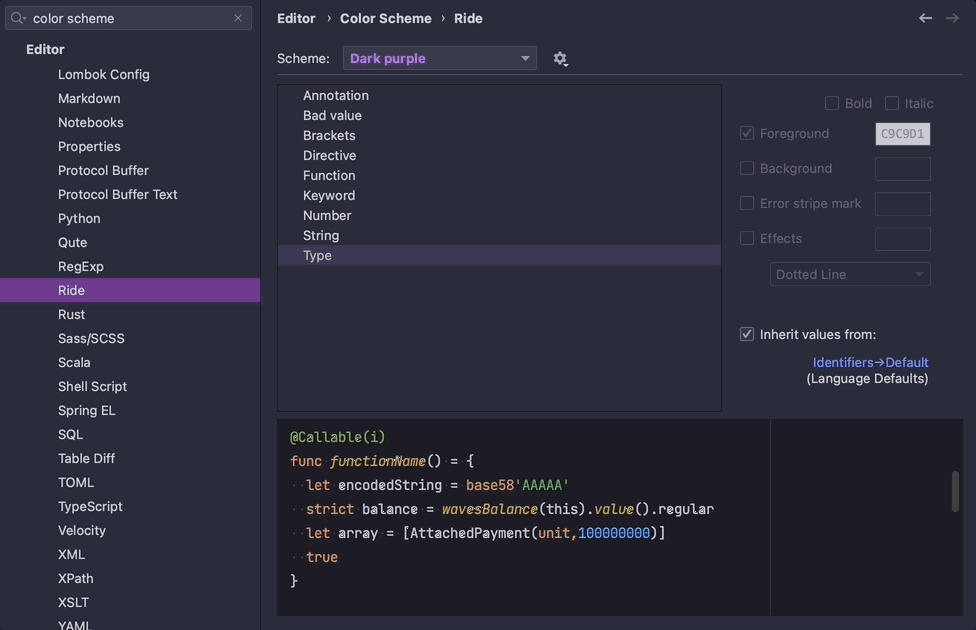 color scheme
Editor
Lombok Config
Markdown
Notebooks
Properties
Protocol Buffer
Protocol Buffer Text
Python
Qute
RegExp
Ride
Rust
Sass/SCSS
Scala
Shell Script
Spring EL
SQL
Table Diff
TOML
TypeScript
Velocity
XML
XPath
XSLT
YAML
Editor › Color Scheme › Ride
Scheme: Dark purple
Annotation
Bad value
Brackets
Directive
Function
Keyword
Number
String
Type
Bold Italic
Foreground C9C9D1
Background
Error stripe mark
Effects
Dotted Line
Inherit values from:
Identifiers→Default
(Language Defaults)
@Callable(i)
func functionName() = {
let encodedString = base58'AAAAA'
strict balance = wavesBalance(this).value().regular
let array = [AttachedPayment(unit,100000000)]
true
}